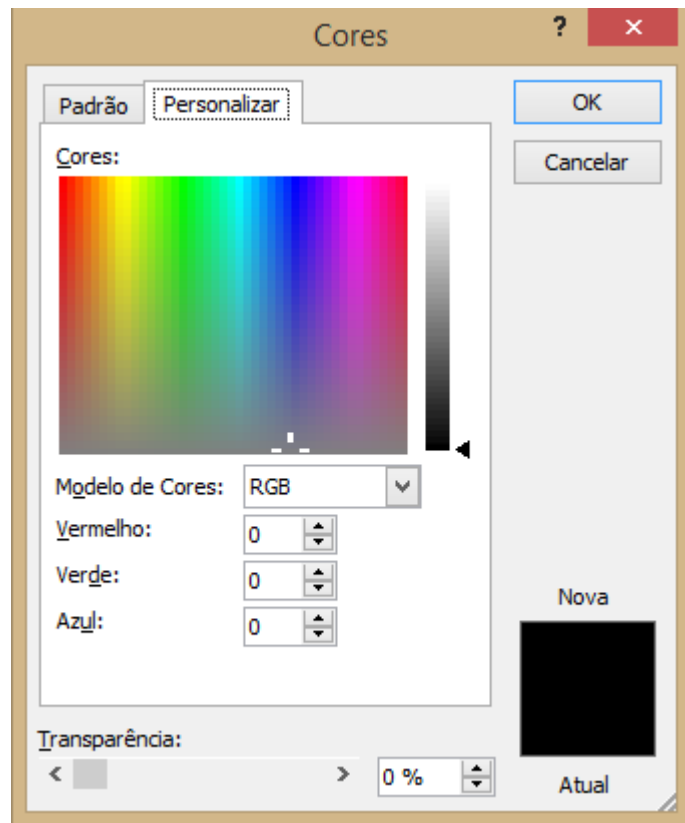 Cores
?
Padrão Personalizar
OK
Cancelar
Cores:
Modelo de Cores: RGB
Vermelho: 0
Verde: 0
Azul: 0
Nova
Transparência:
0 %
Atual